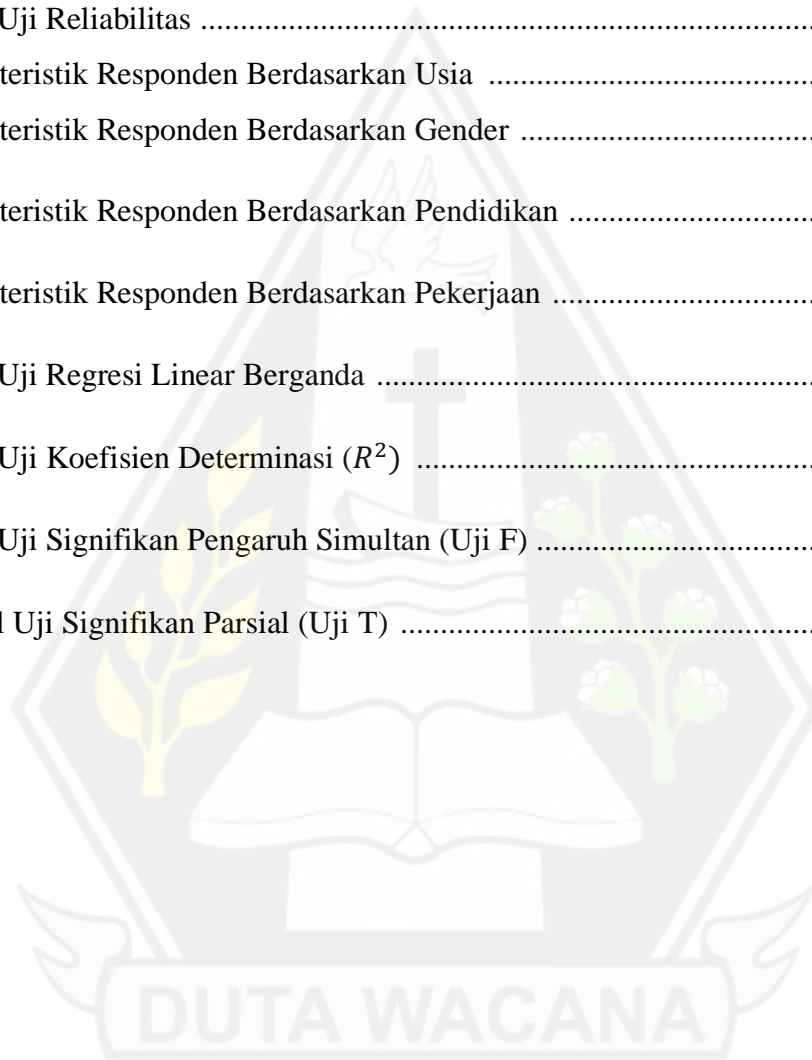 Uji Reliabilitas ................................................................................
teristik Responden Berdasarkan Usia ..........................................
teristik Responden Berdasarkan Gender ......................................
teristik Responden Berdasarkan Pendidikan ................................
teristik Responden Berdasarkan Pekerjaan ..................................
Uji Regresi Linear Berganda ........................................................
Uji Koefisien Determinasi (𝑅²) ...................................................
Uji Signifikan Pengaruh Simultan (Uji F) ...................................
l Uji Signifikan Parsial (Uji T) .....................................................
DUTA WACANA